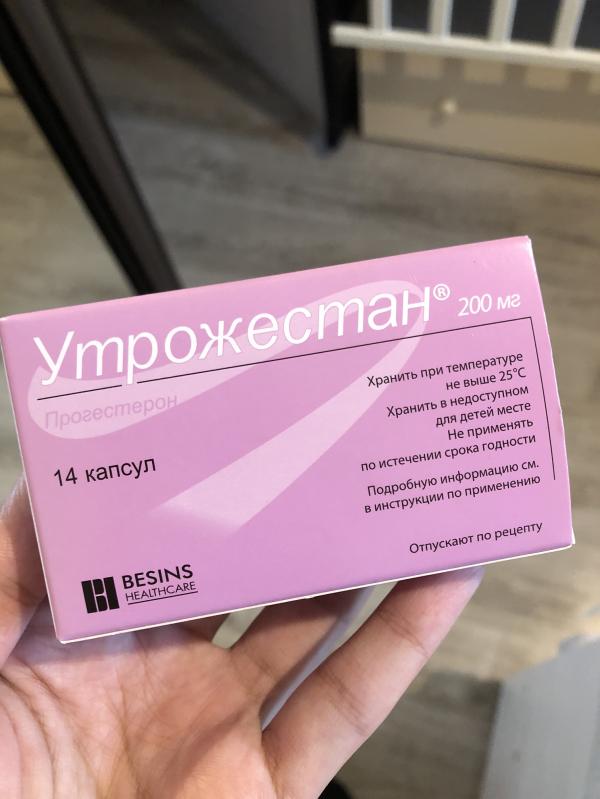 Утрожестан® 200 мг
Прогестерон
14 капсул
Хранить при температуре
не выше 25°С
Хранить в недоступном
для детей месте
Не применять
по истечении срока годности
Подробную информацию см.
в инструкции по применению
Отпускают по рецепту
BESINS
HEALTHCARE